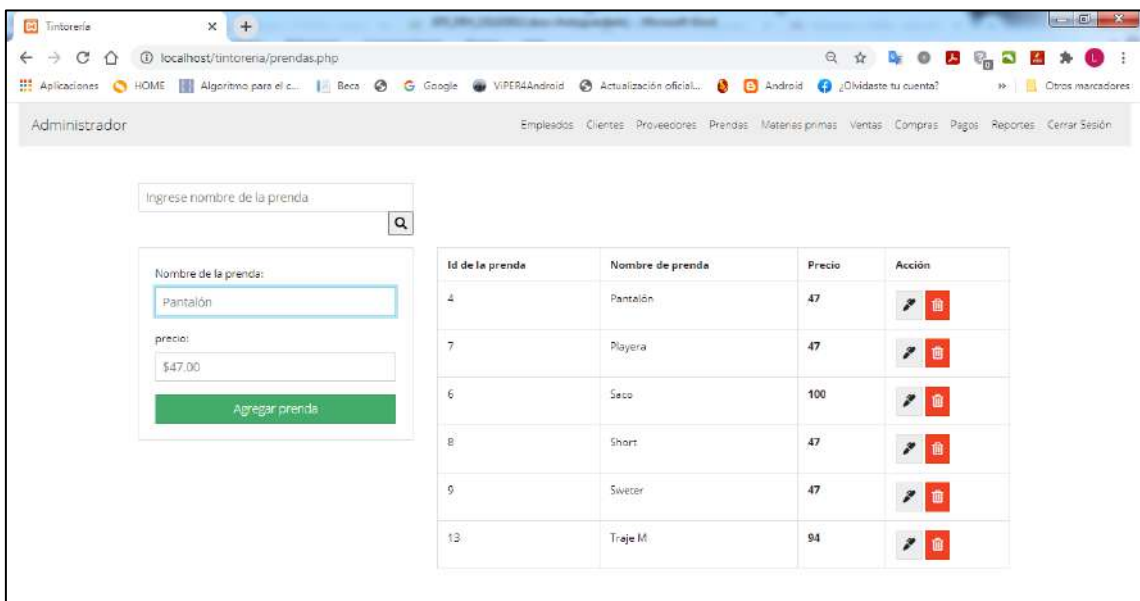 Tintorería
localhost/tintoreria/prendas.php
Aplicaciones HOME Algoritmo para el c... Beca Google ViPER4Android Actualización oficial... Android ¿Olvidaste tu cuenta? » Otros marcadores
Administrador Empleados Clientes Proveedores Prendas Materias primas Ventas Compras Pagos Reportes Cerrar Sesión
Ingrese nombre de la prenda
Nombre de la prenda:
Pantalón
precio:
$47.00
Agregar prenda
Id de la prenda Nombre de prenda Precio Acción
4 Pantalón 47
7 Playera 47
6 Saco 100
8 Short 47
9 Sweter 47
13 Traje M 94